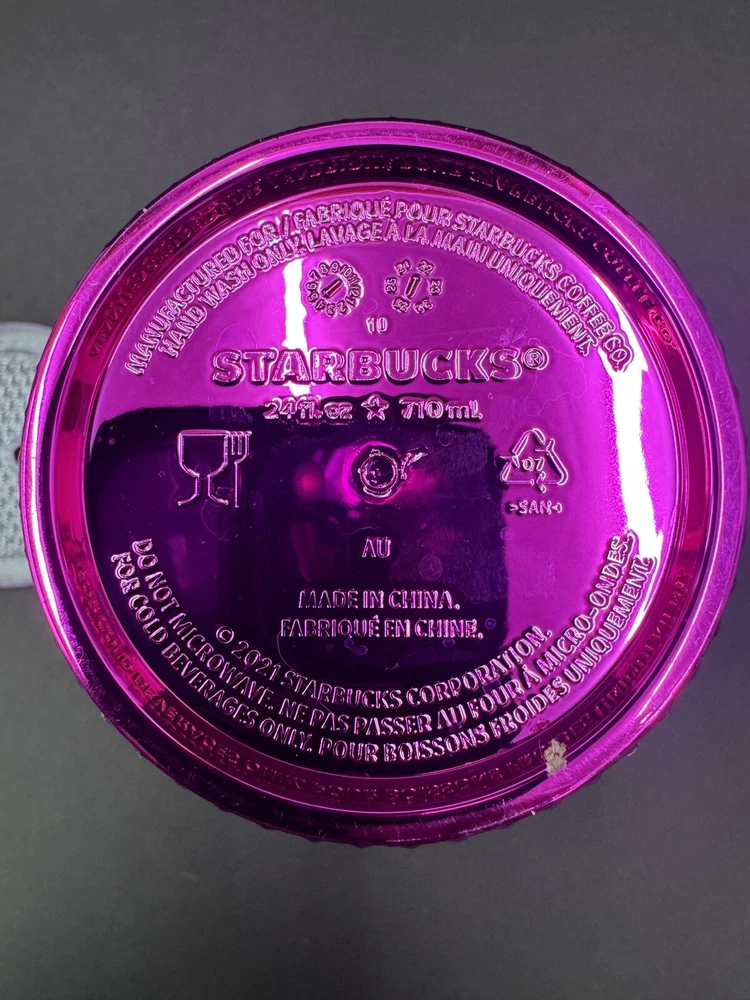 MANUFACTURED FOR / FABRIQUÉ POUR STARBUCKS COFFEE CO.
HAND WASH ONLY. LAVAGE À LA MAIN UNIQUEMENT.
10
STARBUCKS®
24 fl. oz ☆ 710 mL
07
>SAN<
AU
MADE IN CHINA.
FABRIQUÉ EN CHINE.
© 2021 STARBUCKS CORPORATION.
DO NOT MICROWAVE. NE PAS PASSER AU FOUR À MICRO-ONDES.
FOR COLD BEVERAGES ONLY. POUR BOISSONS FROIDES UNIQUEMENT.